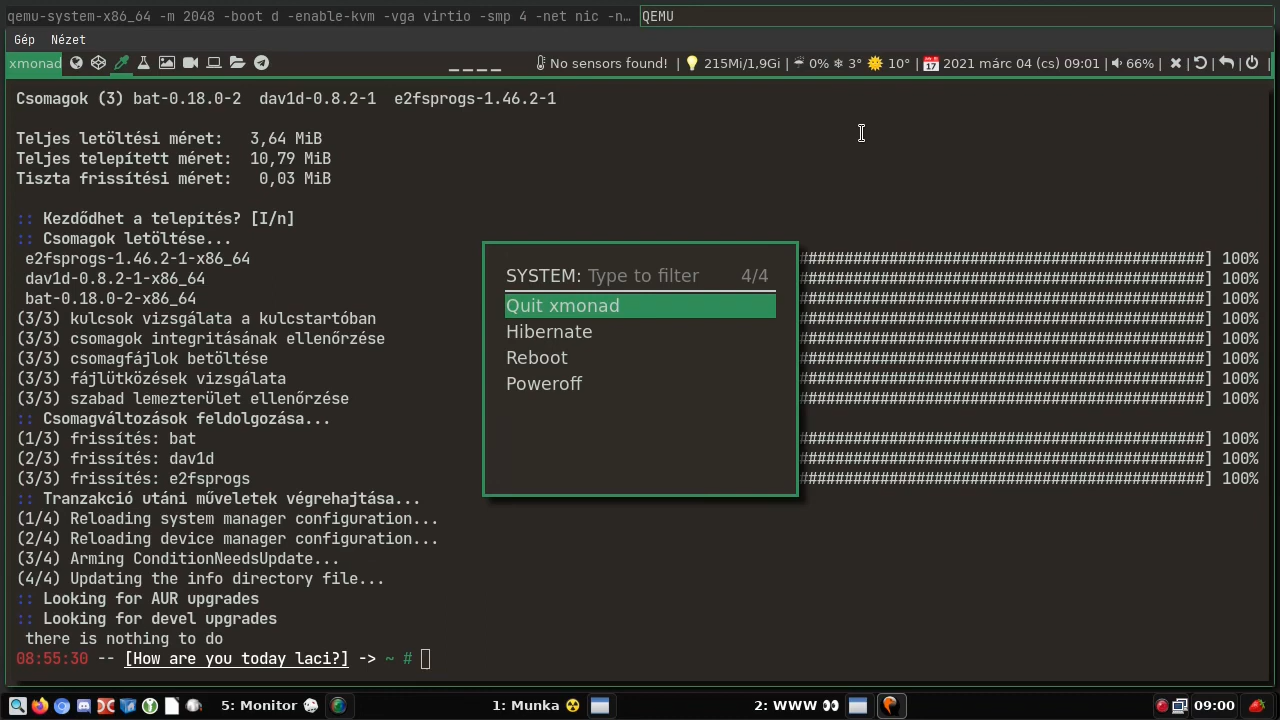 qemu-system-x86_64 -m 2048 -boot d -enable-kvm -vga virtio -smp 4 -net nic -n… QEMU
Gép Nézet
xmonad No sensors found! | 215Mi/1,9Gi | 0% 3° 10° | 2021 márc 04 (cs) 09:01 | 66% | | | |
Csomagok (3) bat-0.18.0-2 dav1d-0.8.2-1 e2fsprogs-1.46.2-1
Teljes letöltési méret: 3,64 MiB
Teljes telepített méret: 10,79 MiB
Tiszta frissítési méret: 0,03 MiB
:: Kezdődhet a telepítés? [I/n]
:: Csomagok letöltése...
e2fsprogs-1.46.2-1-x86_64 #############################################] 100%
dav1d-0.8.2-1-x86_64 #############################################] 100%
bat-0.18.0-2-x86_64 #############################################] 100%
(3/3) kulcsok vizsgálata a kulcstartóban #############################################] 100%
(3/3) csomagok integritásának ellenőrzése #############################################] 100%
(3/3) csomagfájlok betöltése #############################################] 100%
(3/3) fájlütközések vizsgálata #############################################] 100%
(3/3) szabad lemezterület ellenőrzése #############################################] 100%
:: Csomagváltozások feldolgozása...
(1/3) frissítés: bat #############################################] 100%
(2/3) frissítés: dav1d #############################################] 100%
(3/3) frissítés: e2fsprogs #############################################] 100%
:: Tranzakció utáni műveletek végrehajtása...
(1/4) Reloading system manager configuration...
(2/4) Reloading device manager configuration...
(3/4) Arming ConditionNeedsUpdate...
(4/4) Updating the info directory file...
:: Looking for AUR upgrades
:: Looking for devel upgrades
there is nothing to do
08:55:30 -- [How are you today laci?] -> ~ #
SYSTEM: Type to filter 4/4
Quit xmonad
Hibernate
Reboot
Poweroff
5: Monitor 1: Munka 2: WWW 09:00